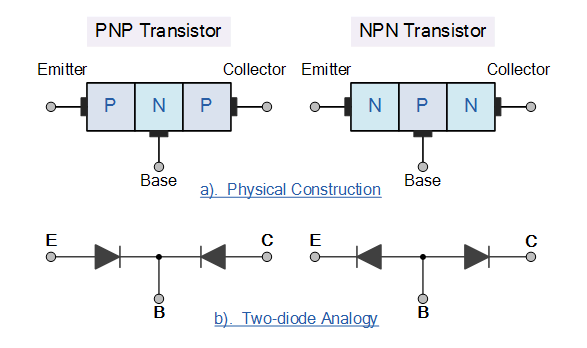 PNP Transistor
NPN Transistor
Emitter
Collector
Emitter
Collector
P N P
N P N
Base
Base
a). Physical Construction
E
C
E
C
B
B
b). Two-diode Analogy